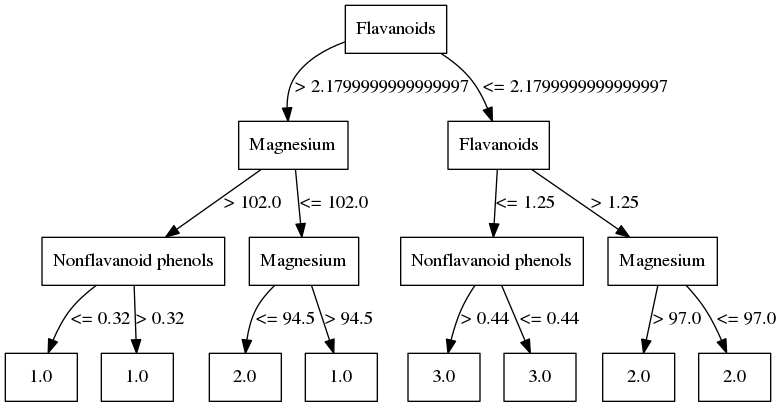 Flavanoids
> 2.1799999999999997 <= 2.1799999999999997
Magnesium Flavanoids
> 102.0 <= 102.0 <= 1.25 > 1.25
Nonflavanoid phenols Magnesium Nonflavanoid phenols Magnesium
<= 0.32 > 0.32 <= 94.5 > 94.5 > 0.44 <= 0.44 > 97.0 <= 97.0
1.0 1.0 2.0 1.0 3.0 3.0 2.0 2.0